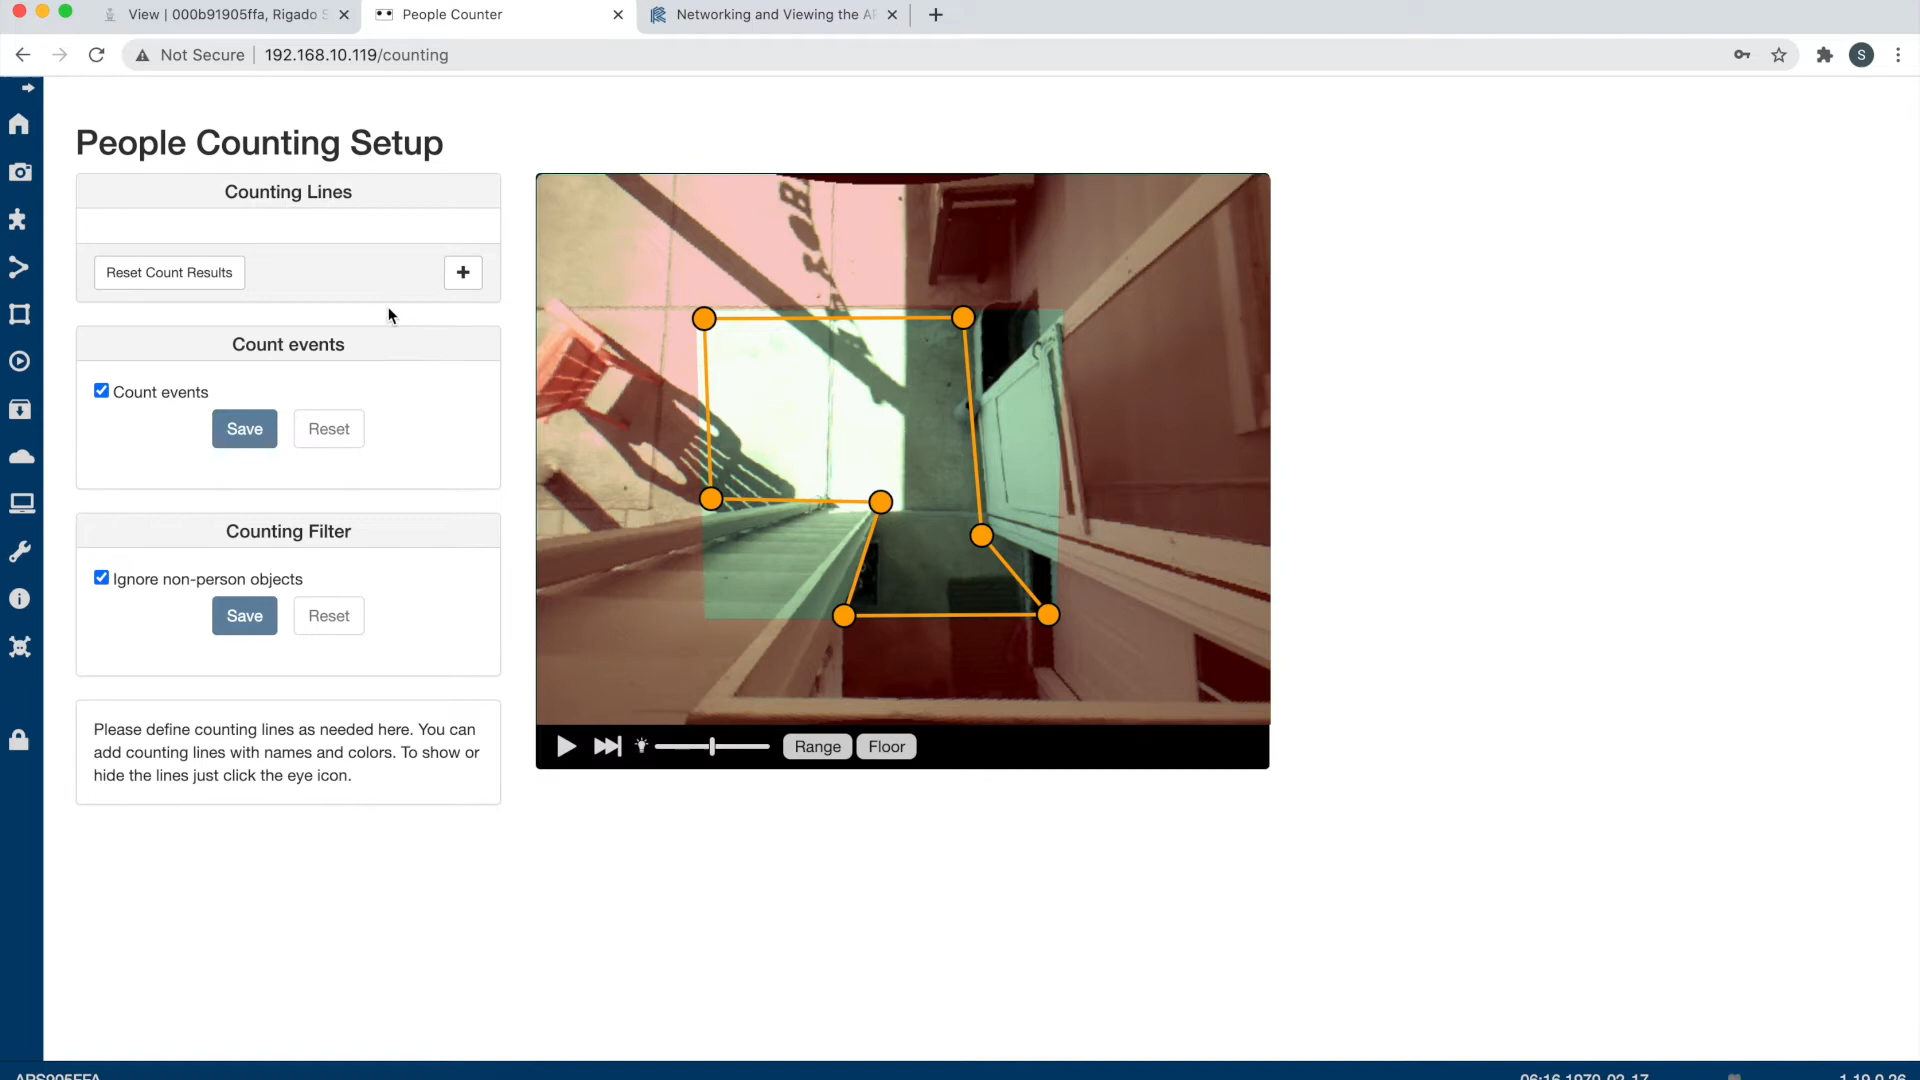 View | 000b91905ffa, Rigado
People Counter
Networking and Viewing the
Not Secure
192.168.10.119/counting
S
People Counting Setup
Counting Lines
Reset Count Results
+
Count events
Count events
Save
Reset
Counting Filter
Ignore non-person objects
Save
Reset
Please define counting lines as needed here. You can
add counting lines with names and colors. To show or
hide the lines just click the eye icon.
Range
Floor